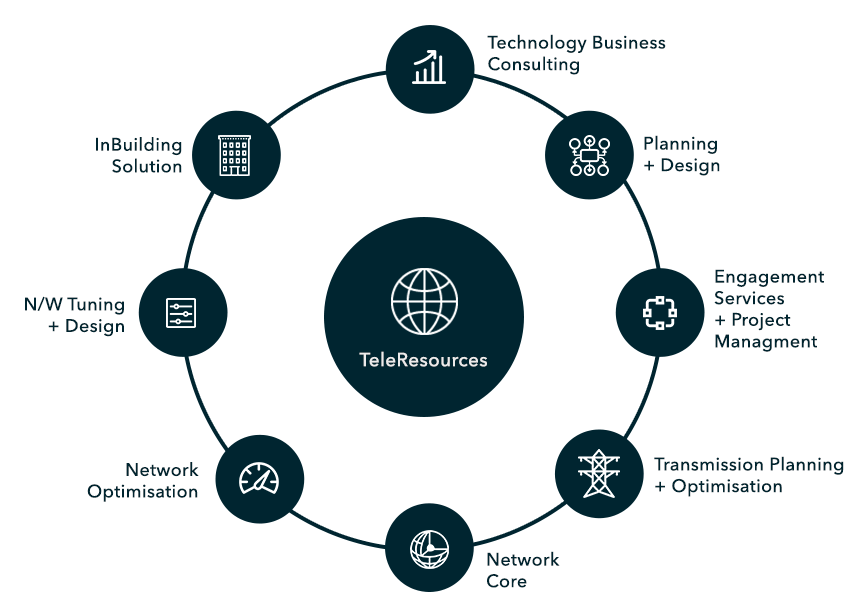 Technology Business
Consulting
Planning
+ Design
Engagement
Services
+ Project
Managment
Transmission Planning
+ Optimisation
Network
Core
Network
Optimisation
N/W Tuning
+ Design
InBuilding
Solution
TeleResources